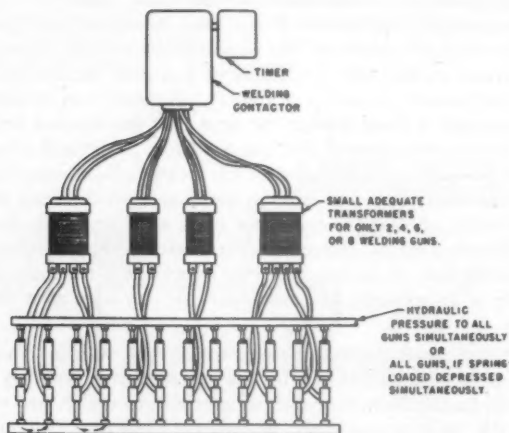 TIMER
WELDING
CONTACTOR
SMALL ADEQUATE
TRANSFORMERS
FOR ONLY 2, 4, 6,
OR 8 WELDING GUNS.
HYDRAULIC
PRESSURE TO ALL
GUNS SIMULTANEOUSLY
OR
ALL GUNS, IF SPRING
LOADED DEPRESSED
SIMULTANEOUSLY.